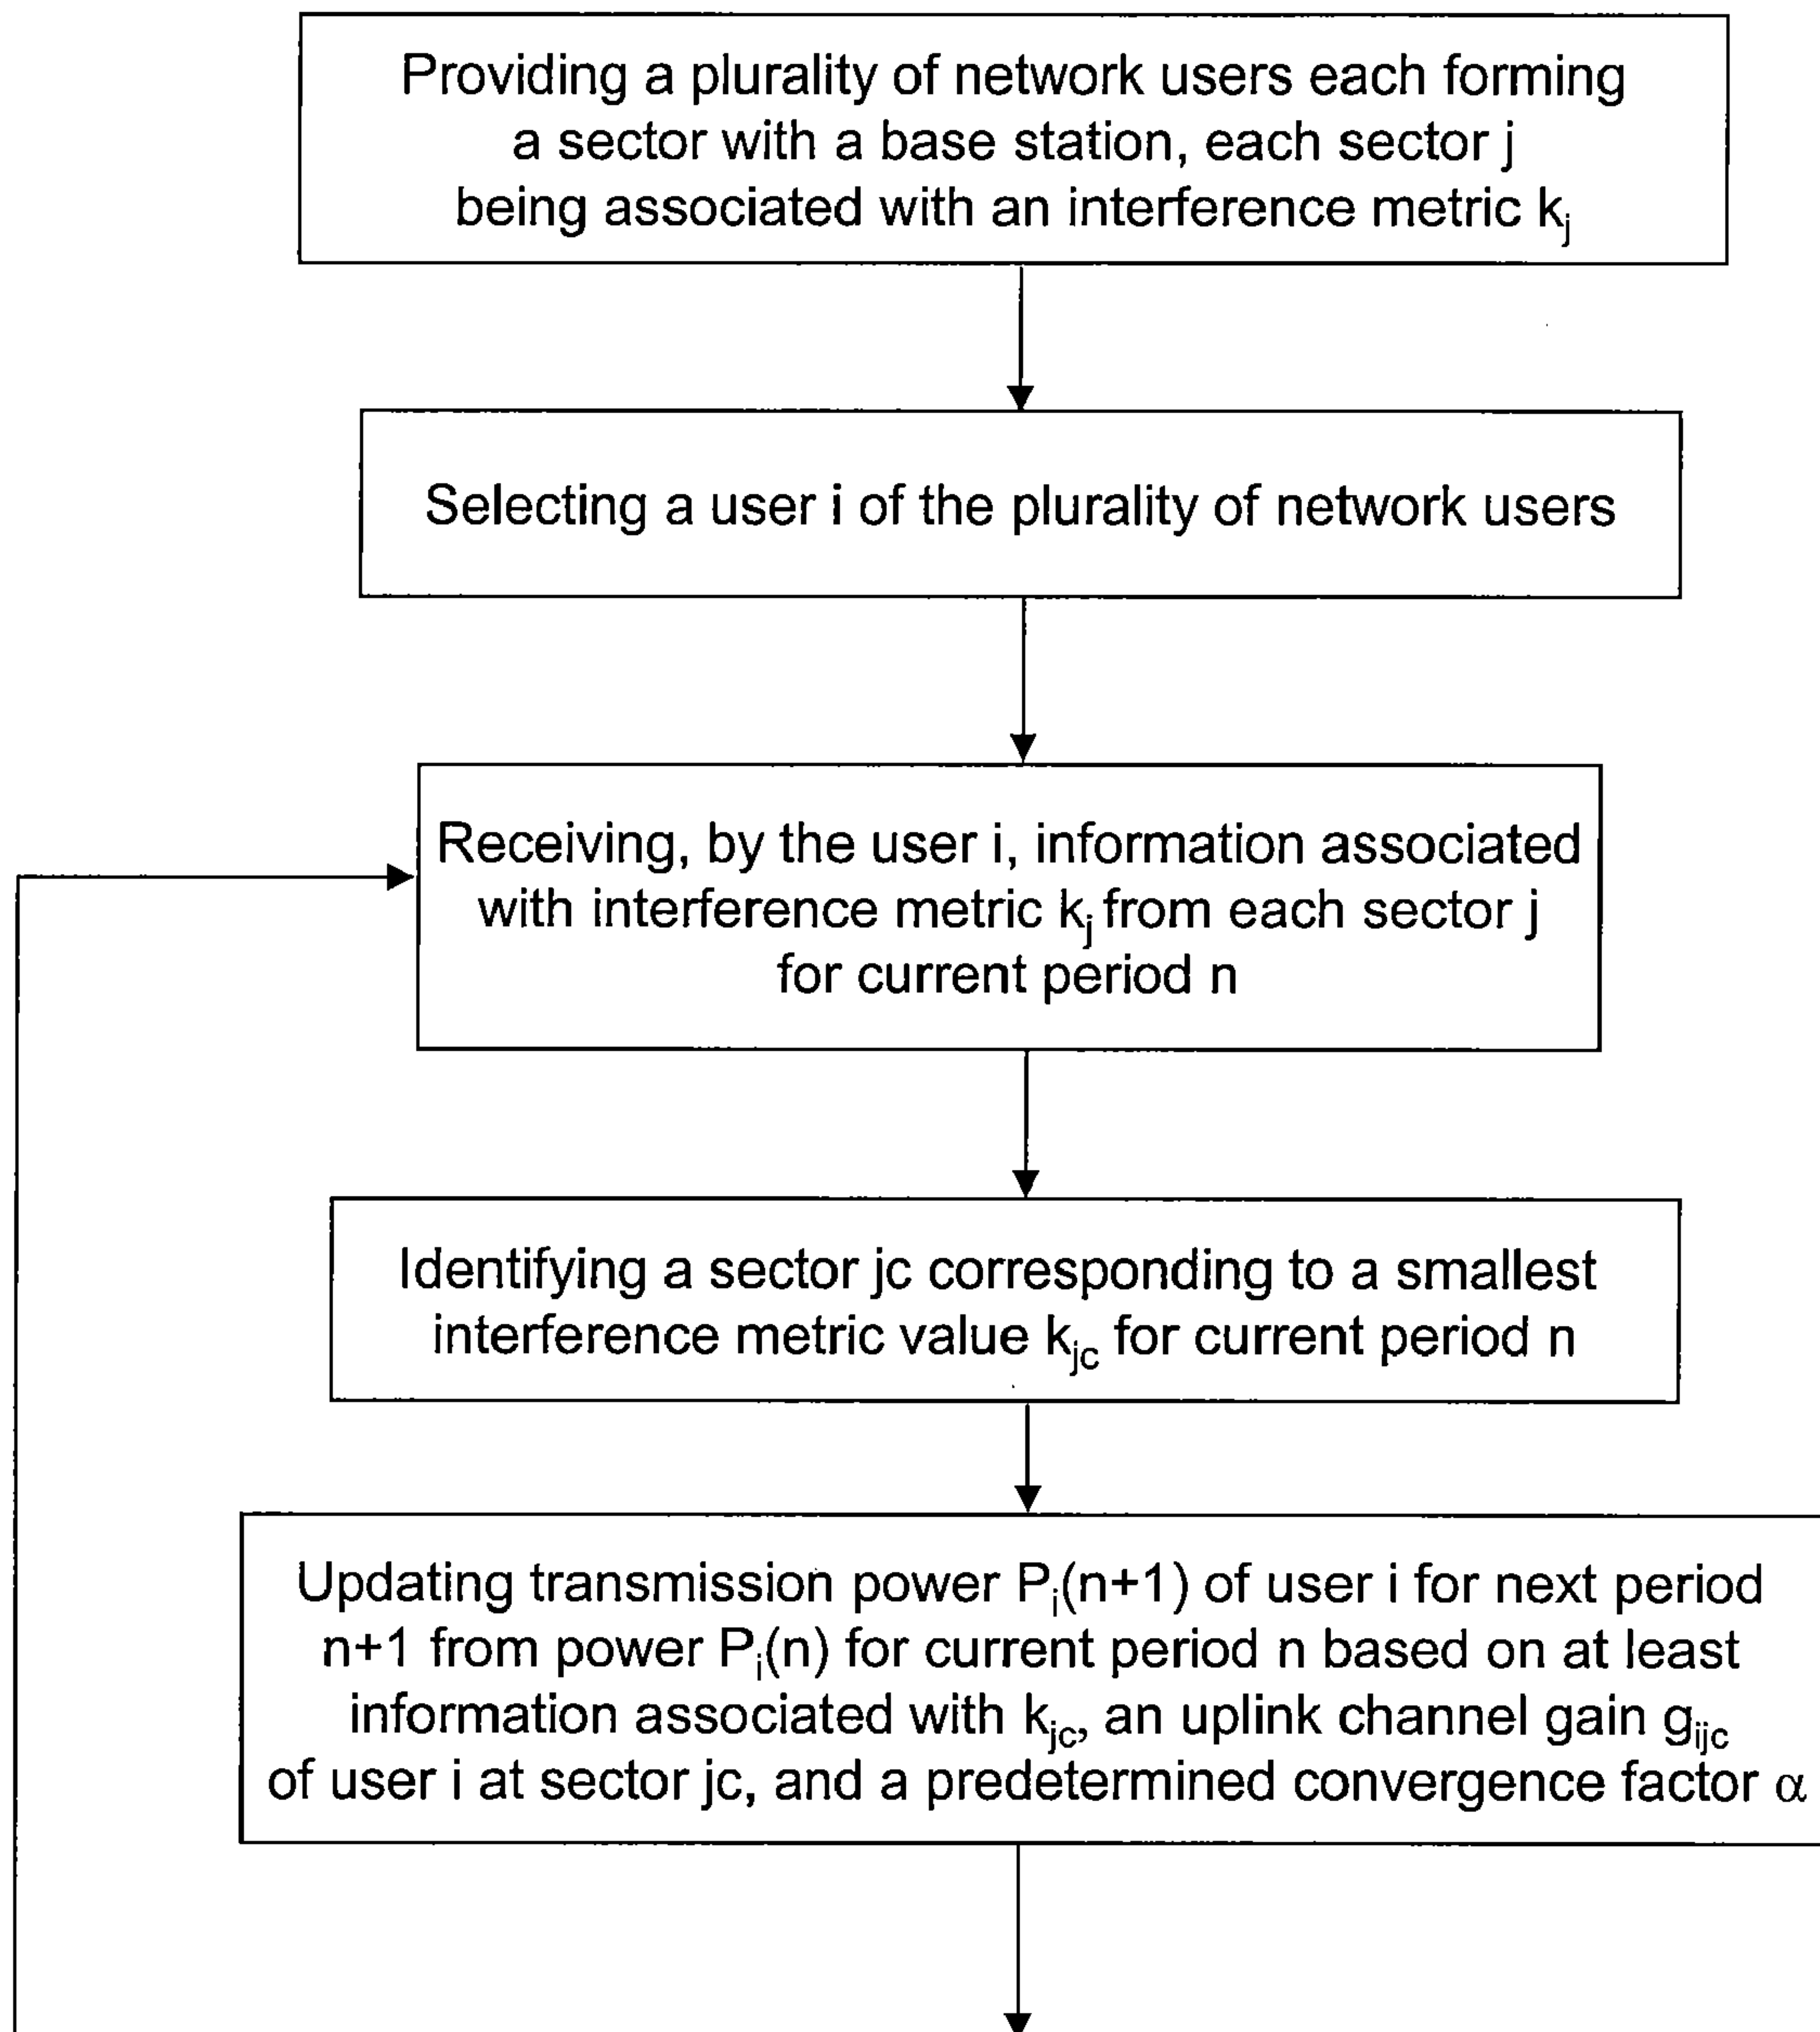 Providing a plurality of network users each forming
a sector with a base station, each sector j
being associated with an interference metric kj
Selecting a user i of the plurality of network users
Receiving, by the user i, information associated
with interference metric kj from each sector j
for current period n
Identifying a sector jc corresponding to a smallest
interference metric value kjc for current period n
Updating transmission power Pi(n+1) of user i for next period
n+1 from power Pi(n) for current period n based on at least
information associated with kjc, an uplink channel gain gijc
of user i at sector jc, and a predetermined convergence factor α